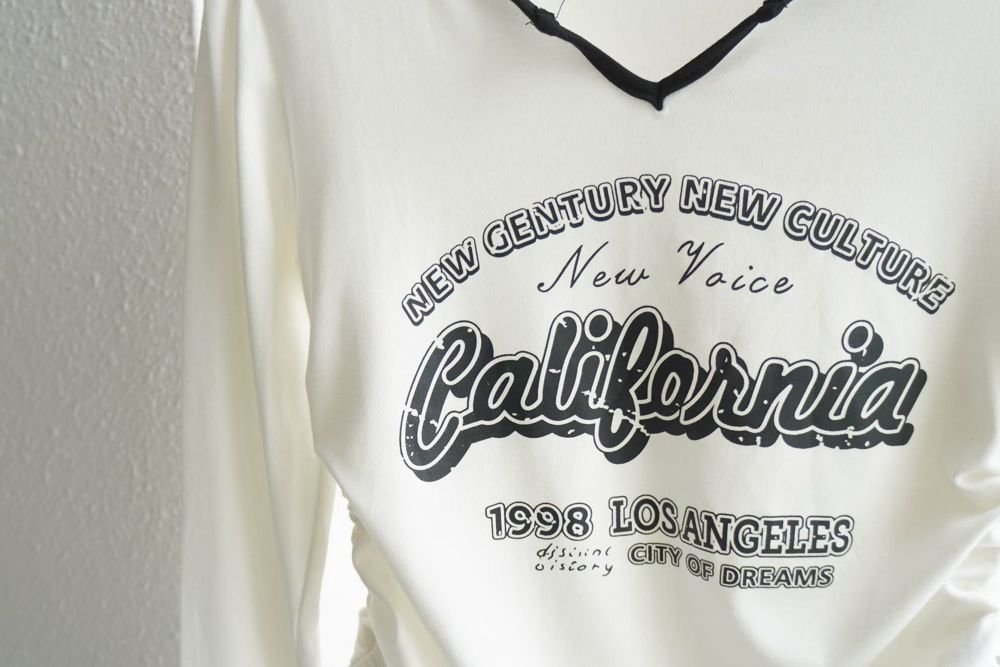 NEW CENTURY NEW CULTURE
New Voice
California
1998 LOS ANGELES
CITY OF DREAMS